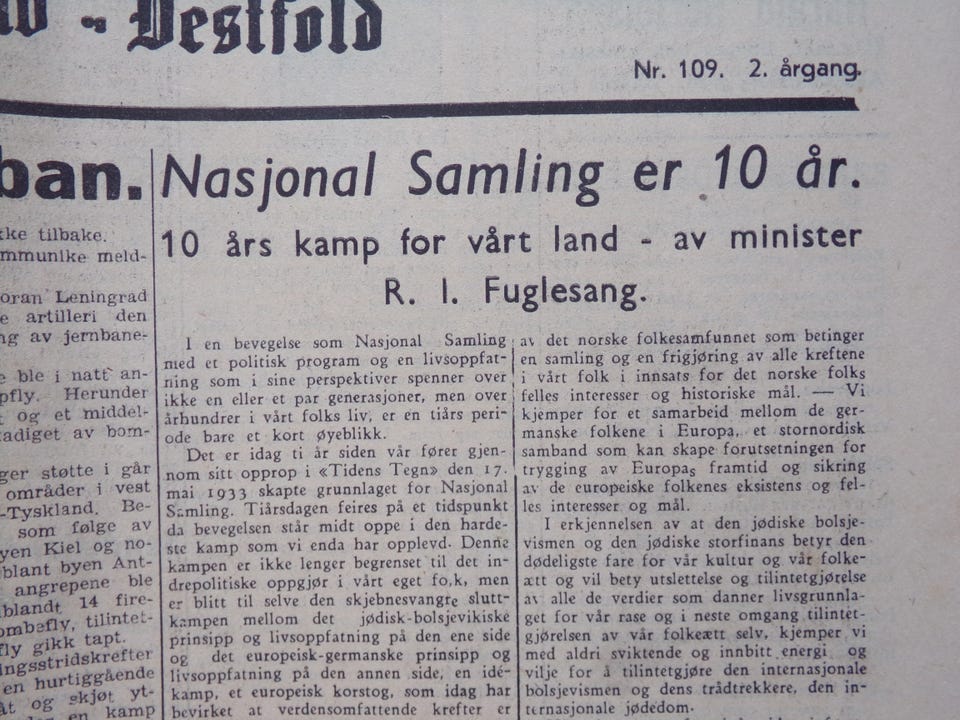 - Vestfold
Nr. 109. 2. årgang.
ban.
ke tilbake.
mmunike meld-
oran Leningrad
e artilleri den
ng av jernbane-
e ble i natt an-
pfly. Herunder
t og et middel-
adiget av bom-
ger støtte i går
områder i vest
-Tyskland. Be-
som følge av
yen Kiel og no-
blant byen Ant-
angrepene ble
blandt 14 fire-
ombefly, tilintet-
fly gikk tapt.
ingsstridskrefter
en hurtiggående
åt og skjøt yt-
er en kamp
Nasjonal Samling er 10 år.
10 års kamp for vårt land - av minister
R. I. Fuglesang.
I en bevegelse som Nasjonal Samling
med et politisk program og en livsoppfat-
ning som i sine perspektiver spenner over
ikke en eller et par generasjoner, men over
århundrer i vårt folks liv, er en tiårs peri-
ode bare et kort øyeblikk.
Det er idag ti år siden vår fører gjen-
nom sitt opprop i «Tidens Tegn» den 17.
mai 1933 skapte grunnlaget for Nasjonal
Samling. Tiårsdagen feires på et tidspunkt
da bevegelsen står midt oppe i den harde-
ste kamp som vi enda har opplevd. Denne
kampen er ikke lenger begrenset til det in-
drepolitiske oppgjør i vårt eget fo,k, men
er blitt til selve den skjebnesvangre slutt-
kampen mellom det jødisk-bolsjevikiske
prinsipp og livsoppfatning på den ene side
og det europeisk-germanske prinsipp og
livsoppfatning på den annen side, en idé-
kamp, et europeisk korstog, som idag har
bevirket at verdensomfattende krefter er
av det norske folkesamfunnet som betinger
en samling og en frigjøring av alle kreftene
i vårt folk i innsats for det norske folks
felles interesser og historiske mål. — Vi
kjemper for et samarbeid mellom de ger-
manske folkene i Europa, et stornordisk
samband som kan skape forutsetningen for
trygging av Europas framtid og sikring
av de europeiske folkenes eksistens og fel-
les interesser og mål.
I erkjennelsen av at den jødiske bolsje-
vismen og den jødiske storfinans betyr den
dødeligste fare for vår kultur og vår folke-
ætt og vil bety utslettelse og tilintetgjørelse
av alle de verdier som danner livsgrunnla-
get for vår rase og i neste omgang tilintet-
gjørelsen av vår folkeætt selv, kjemper vi
med aldri sviktende og innbitt energi og
vilje for å tilintetgjøre den internasjonale
bolsjevismen og dens trådtrekkere, den in-
ternasjonale jødedom.